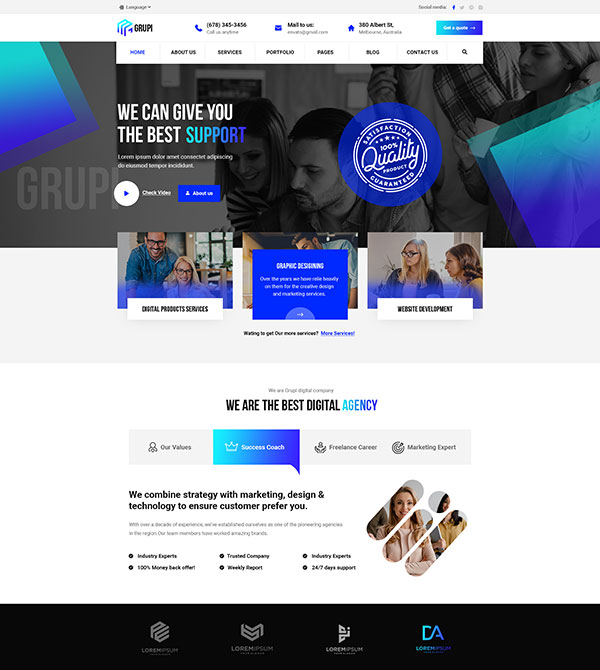 Language
Social media:
GRUPI
(678) 345-3456
Call us anytime
Mail to us:
envato@gmail.com
380 Albert St,
Melbourne, Australia
Get a quote
HOME
ABOUT US
SERVICES
PORTFOLIO
PAGES
BLOG
CONTACT US
WE CAN GIVE YOU
THE BEST SUPPORT
Lorem ipsum dolor amet consectet adipiscing
do eiusmod tempor incididunt.
GRUPI
Check Video
About us
SATISFACTION
100%
Quality
PRODUCT
GUARANTEED
DIGITAL PRODUCTS SERVICES
GRAPHIC DESIGINING
Over the years we have relie heavily
on them for the creative design
and marketing services.
WEBSITE DEVELOPMENT
Wating to get Our more services? More Services!
We are Grupi digital company
WE ARE THE BEST DIGITAL AGENCY
Our Values
Success Coach
Freelance Career
Marketing Expert
We combine strategy with marketing, design &
technology to ensure customer prefer you.
With over a decade of experience, we've established ourselves as one of the pioneering agencies
in the region.Our team members have worked amazing brands.
Industry Experts
Trusted Company
Industry Experts
100% Money back offer!
Weekly Report
24/7 days support
LOREMIPSUM
LOREMIPSUM
LOREMIPSUM
DA
LOREMIPSUM